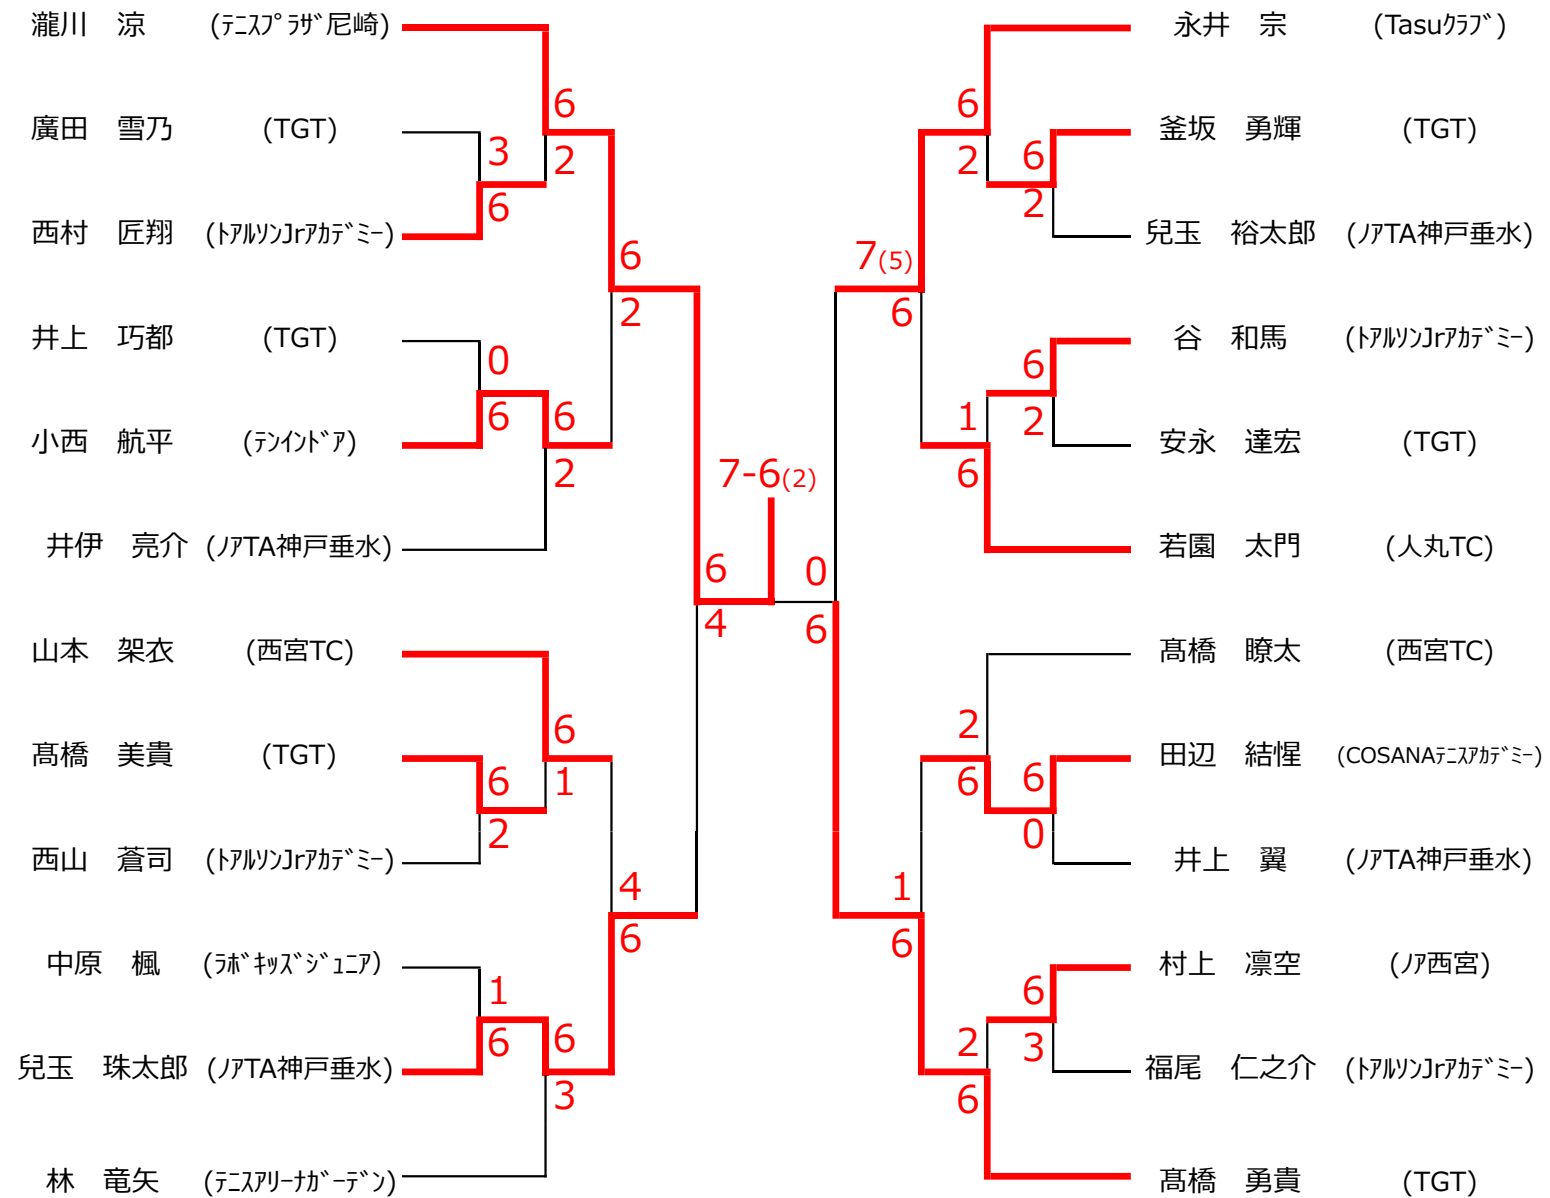 瀧川　涼　(ﾃﾆｽﾌﾟﾗｻﾞ尼崎)　永井　宗　(Tasuｸﾗﾌﾞ)
6　6
廣田　雪乃　(TGT)　釜坂　勇輝　(TGT)
3　2　2　6
6　2
西村　匠翔　(ﾄｱﾙｿﾝJrｱｶﾃﾞﾐｰ)　兒玉　裕太郎　(ﾉｱTA神戸垂水)
6　7(5)
2　6
井上　巧都　(TGT)　谷　和馬　(ﾄｱﾙｿﾝJrｱｶﾃﾞﾐｰ)
0　6
6　6　1　2
小西　航平　(ﾃﾝｲﾝﾄﾞｱ)　安永　達宏　(TGT)
2　7-6(2)　6
井伊　亮介　(ﾉｱTA神戸垂水)　若園　太門　(人丸TC)
6　0
4　6
山本　架衣　(西宮TC)　髙橋　瞭太　(西宮TC)
6　2
髙橋　美貴　(TGT)　田辺　結惺　(COSANAﾃﾆｽｱｶﾃﾞﾐｰ)
6　1　6　6
2　0
西山　蒼司　(ﾄｱﾙｿﾝJrｱｶﾃﾞﾐｰ)　井上　翼　(ﾉｱTA神戸垂水)
4　1
6　6
中原　楓　(ﾗﾎﾞｷｯｽﾞｼﾞｭﾆｱ)　村上　凛空　(ﾉｱ西宮)
1　6
6　6　2　3
兒玉　珠太郎　(ﾉｱTA神戸垂水)　福尾　仁之介　(ﾄｱﾙｿﾝJrｱｶﾃﾞﾐｰ)
3　6
林　竜矢　(ﾃﾆｽｱﾘｰﾅｶﾞｰﾃﾞﾝ)　髙橋　勇貴　(TGT)